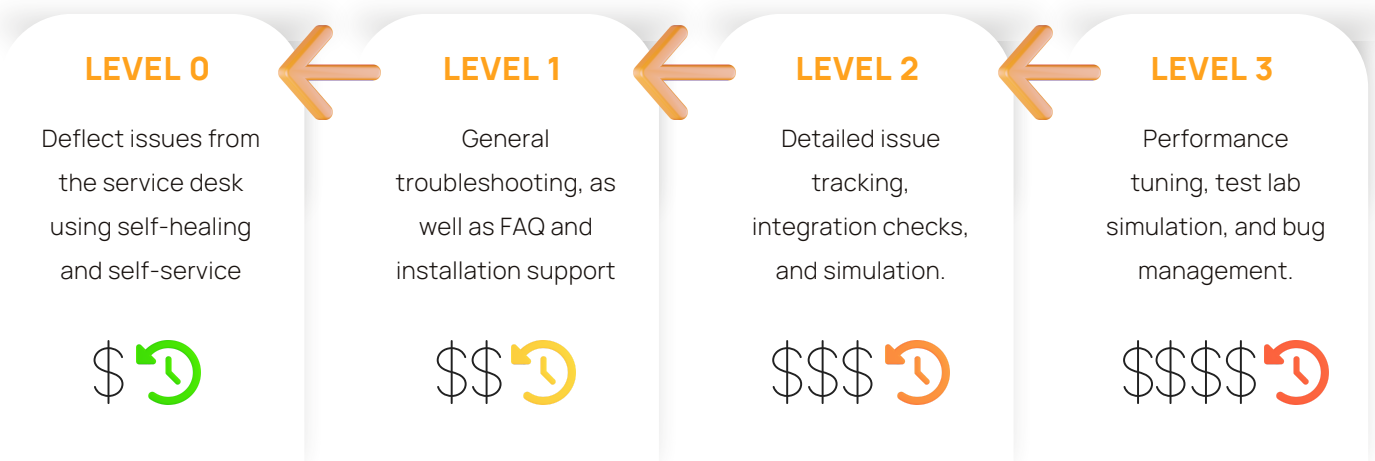 LEVEL 0
Deflect issues from
the service desk
using self-healing
and self-service
$
LEVEL 1
General
troubleshooting, as
well as FAQ and
installation support
$$
LEVEL 2
Detailed issue
tracking,
integration checks,
and simulation.
$$$
LEVEL 3
Performance
tuning, test lab
simulation, and bug
management.
$$$$